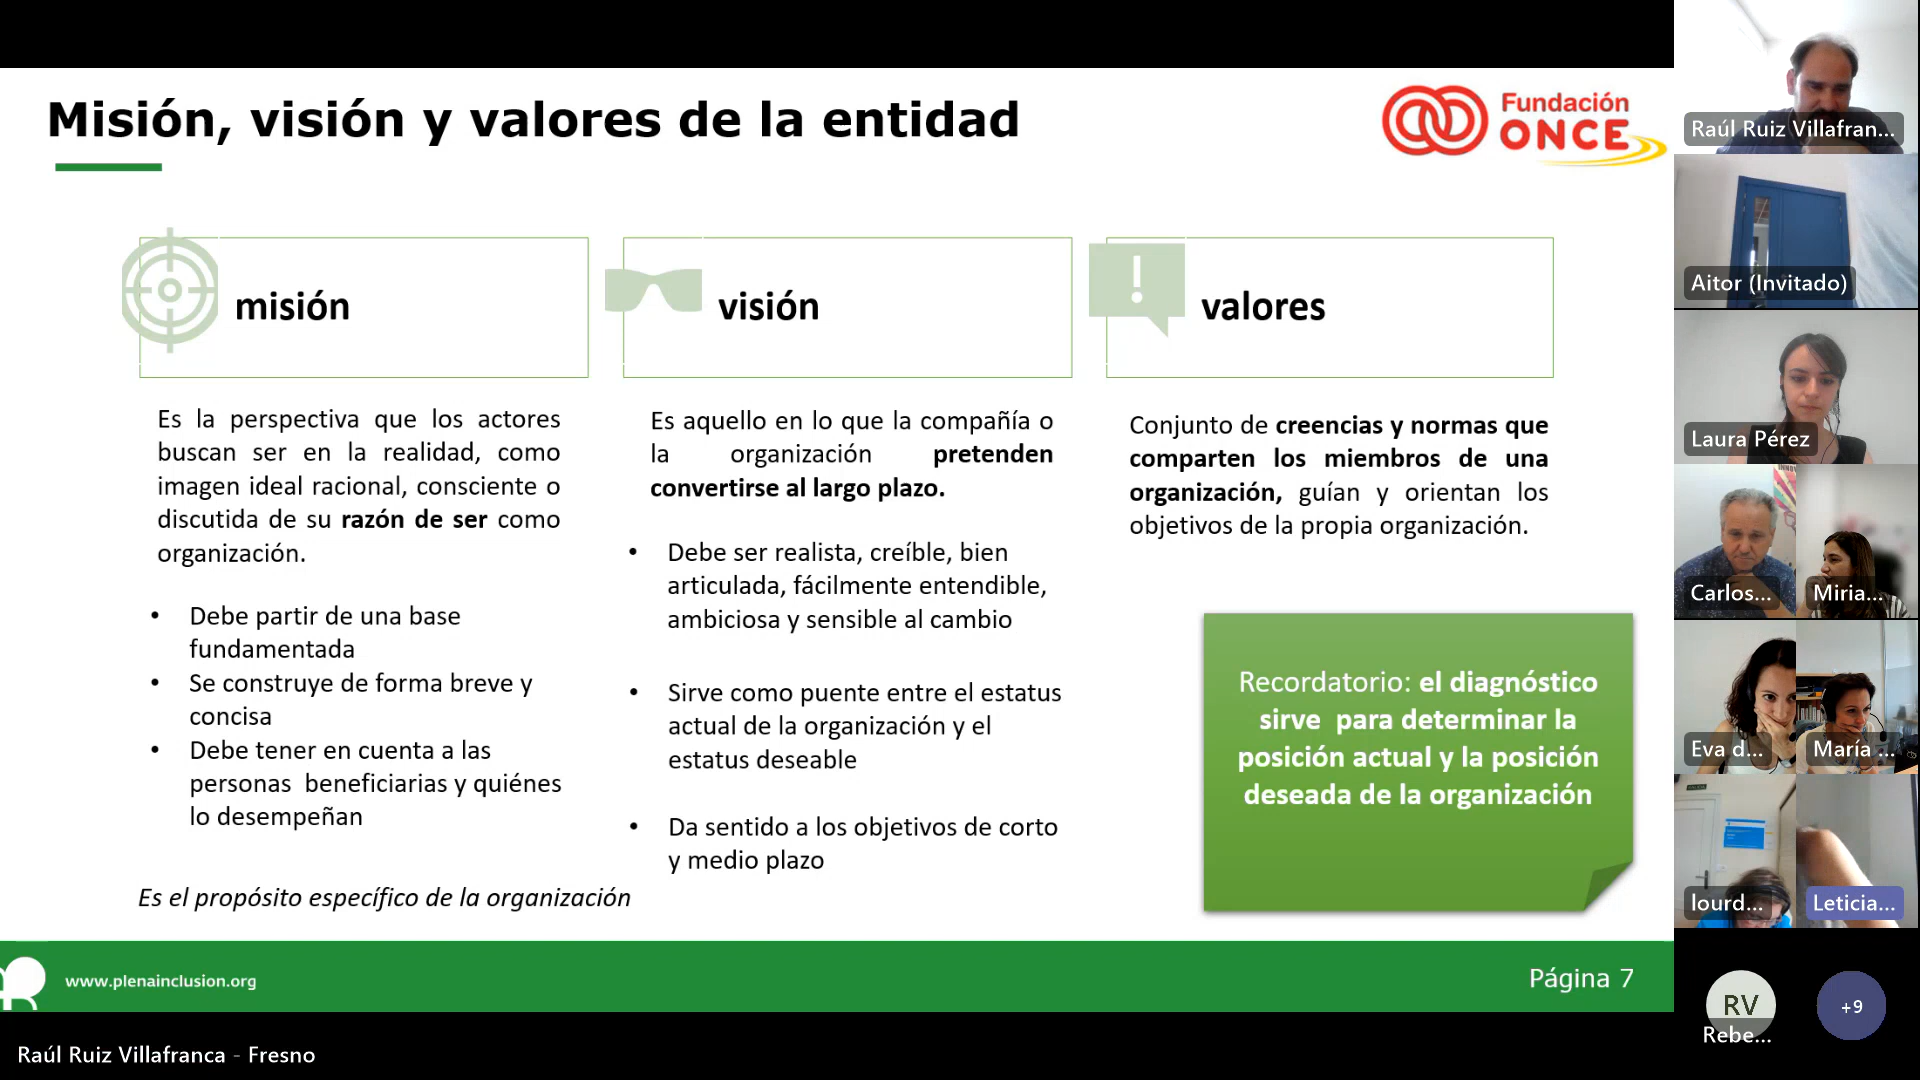 Misión, visión y valores de la entidad
Fundación
ONCE
misión
Es la perspectiva que los actores
buscan ser en la realidad, como
imagen ideal racional, consciente o
discutida de su razón de ser como
organización.
• Debe partir de una base
fundamentada
• Se construye de forma breve y
concisa
• Debe tener en cuenta a las
personas beneficiarias y quiénes
lo desempeñan
Es el propósito específico de la organización
visión
Es aquello en lo que la compañía o
la organización pretenden
convertirse al largo plazo.
• Debe ser realista, creíble, bien
articulada, fácilmente entendible,
ambiciosa y sensible al cambio
• Sirve como puente entre el estatus
actual de la organización y el
estatus deseable
• Da sentido a los objetivos de corto
y medio plazo
!
valores
Conjunto de creencias y normas que
comparten los miembros de una
organización, guían y orientan los
objetivos de la propia organización.
Recordatorio: el diagnóstico
sirve para determinar la
posición actual y la posición
deseada de la organización
www.plenainclusion.org
Página 7
Raúl Ruiz Villafranca - Fresno
Raúl Ruiz Villafran...
Aitor (Invitado)
Laura Pérez
Carlos...
Miria...
Eva d...
María ...
lourd...
Leticia...
RV
Rebe...
+9